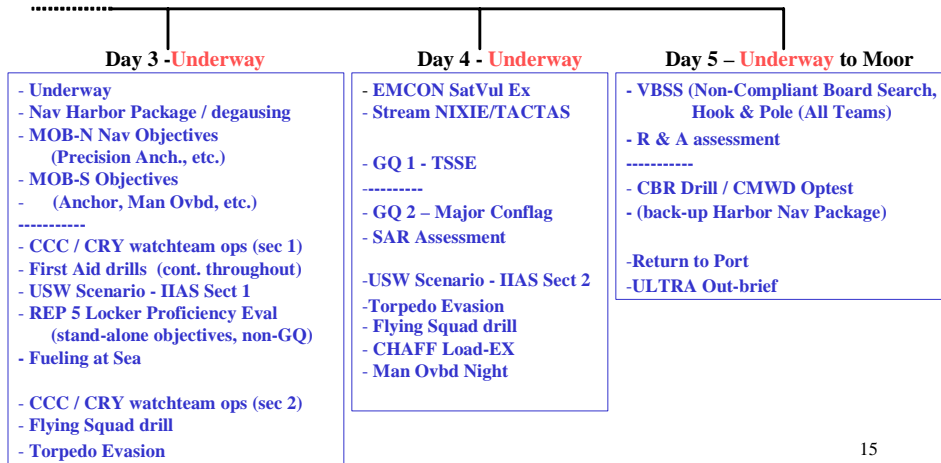 Day 3 -Underway
- Underway
- Nav Harbor Package / degausing
- MOB-N Nav Objectives
(Precision Anch., etc.)
- MOB-S Objectives
- (Anchor, Man Ovbd, etc.)
-----------
- CCC / CRY watchteam ops (sec 1)
- First Aid drills (cont. throughout)
- USW Scenario - IIAS Sect 1
- REP 5 Locker Proficiency Eval
(stand-alone objectives, non-GQ)
- Fueling at Sea
- CCC / CRY watchteam ops (sec 2)
- Flying Squad drill
- Torpedo Evasion
Day 4 - Underway
- EMCON SatVul Ex
- Stream NIXIE/TACTAS
- GQ 1 - TSSE
----------
- GQ 2 – Major Conflag
- SAR Assessment
-USW Scenario - IIAS Sect 2
-Torpedo Evasion
- Flying Squad drill
- CHAFF Load-EX
- Man Ovbd Night
Day 5 – Underway to Moor
- VBSS (Non-Compliant Board Search,
Hook & Pole (All Teams)
- R & A assessment
-----------
- CBR Drill / CMWD Optest
- (back-up Harbor Nav Package)
-Return to Port
-ULTRA Out-brief
15